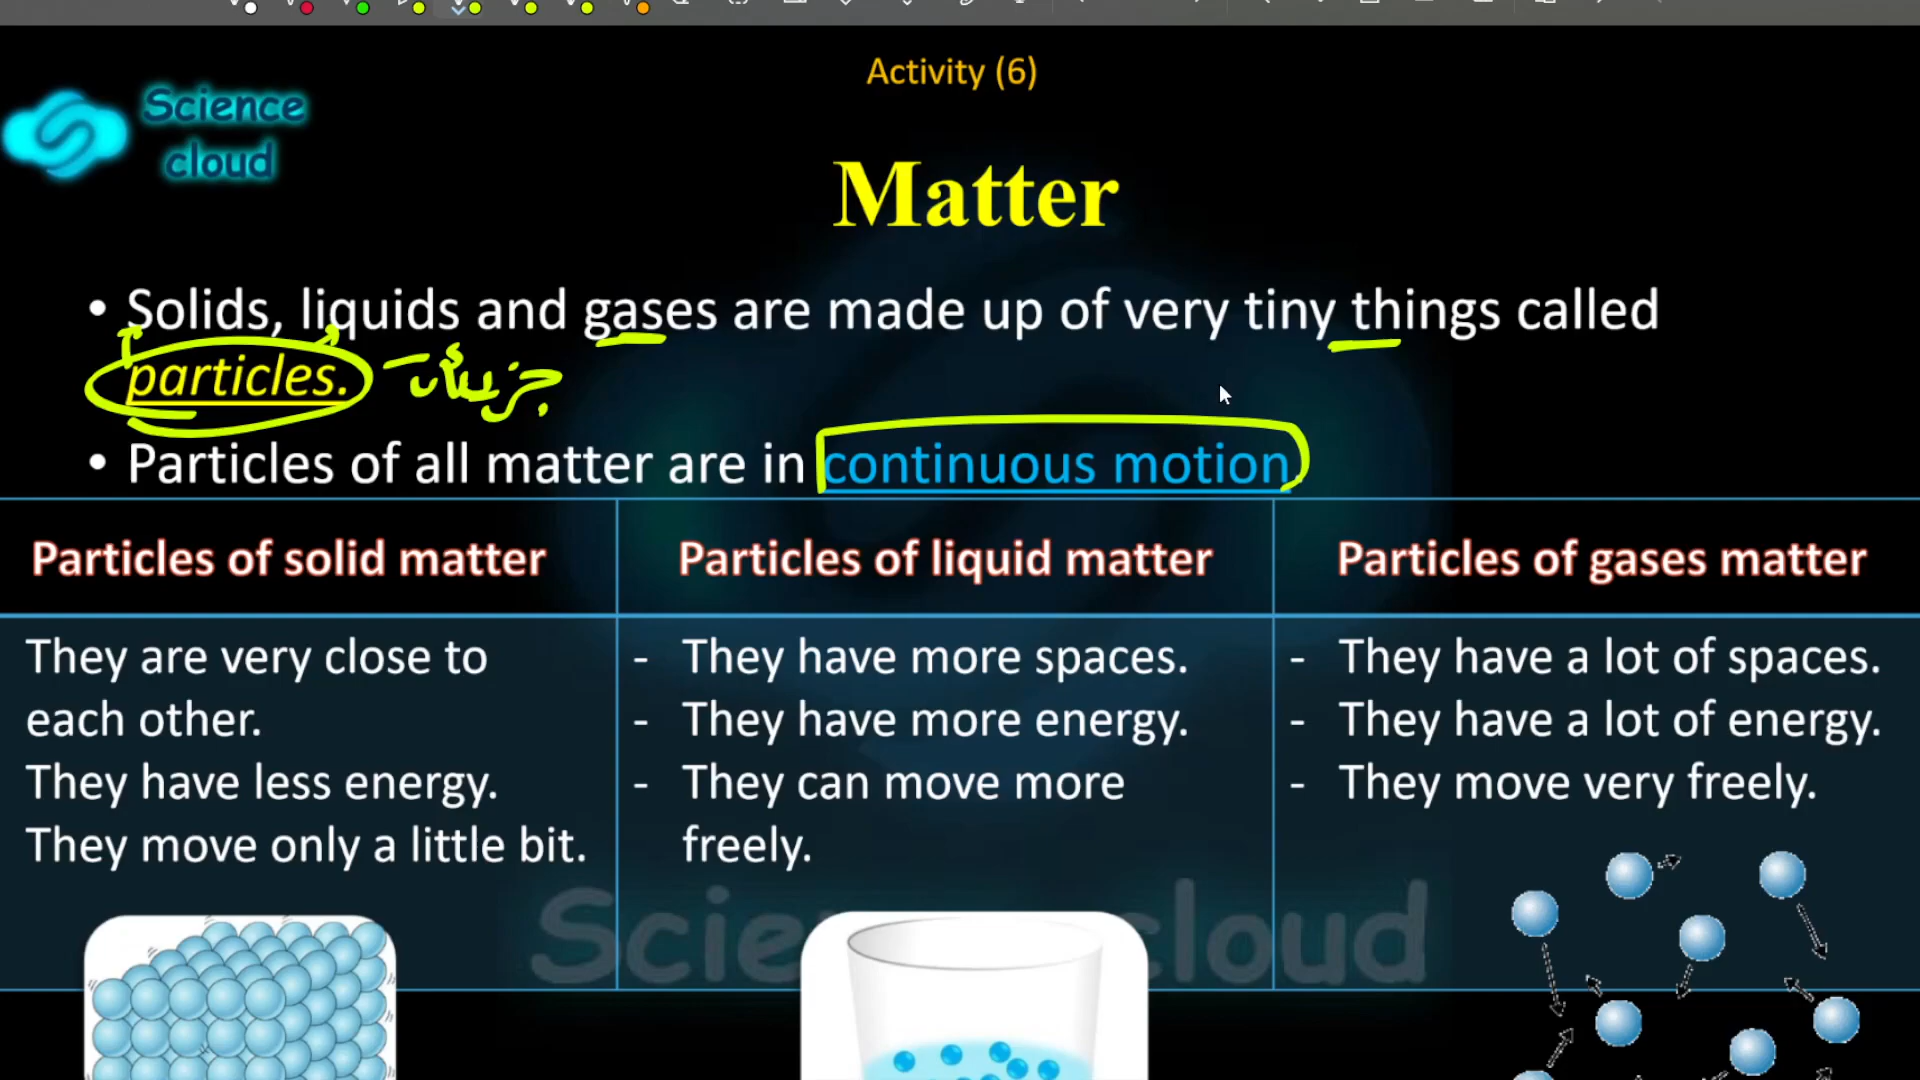 Activity (6)
Science
cloud
Matter
• Solids, liquids and gases are made up of very tiny things called
particles. جزيئات
• Particles of all matter are in continuous motion.
Particles of solid matter
They are very close to
each other.
They have less energy.
They move only a little bit.
Particles of liquid matter
- They have more spaces.
- They have more energy.
- They can move more
freely.
Particles of gases matter
- They have a lot of spaces.
- They have a lot of energy.
- They move very freely.
Science cloud